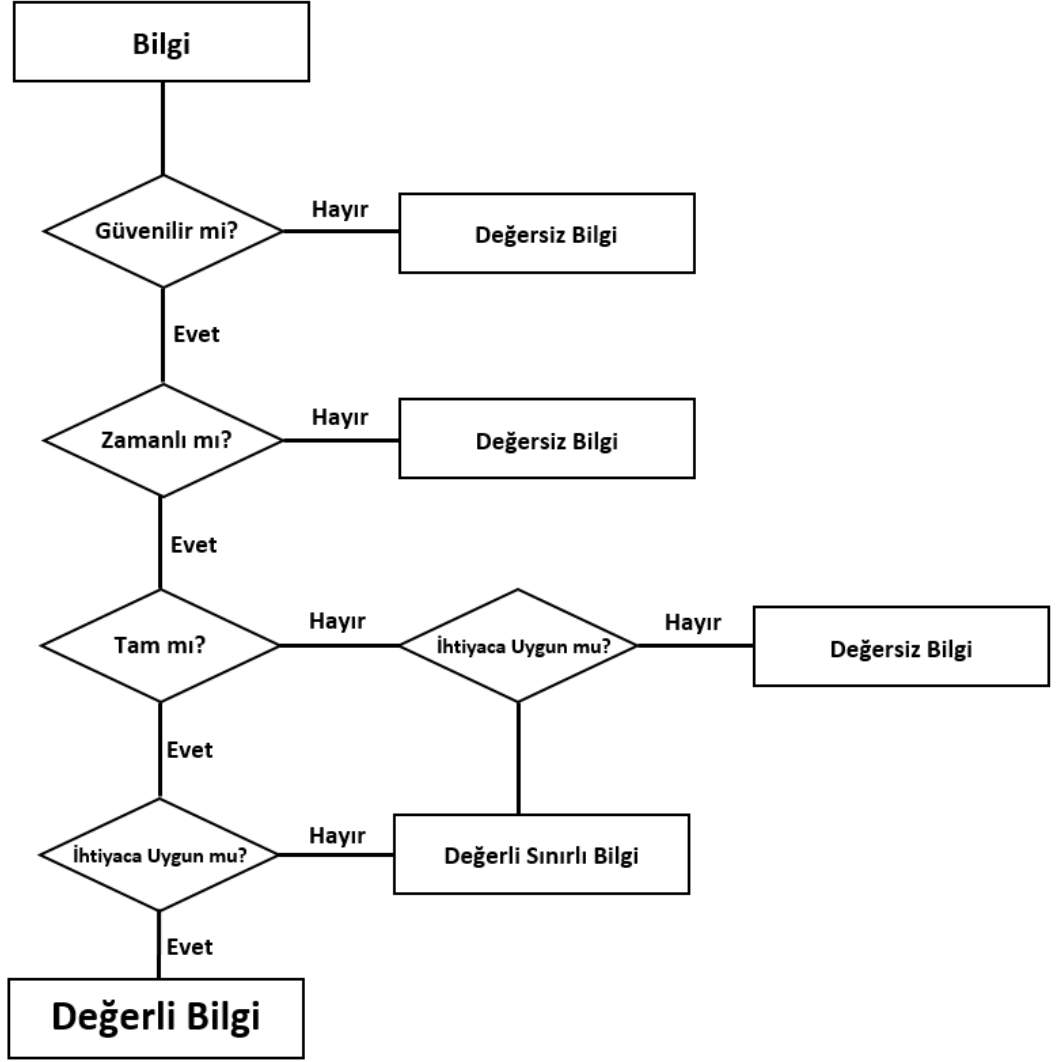 Bilgi
Güvenilir mi?
Hayır
Değersiz Bilgi
Evet
Zamanlı mı?
Hayır
Değersiz Bilgi
Evet
Tam mı?
Hayır
İhtiyaca Uygun mu?
Hayır
Değersiz Bilgi
Evet
İhtiyaca Uygun mu?
Hayır
Değerli Sınırlı Bilgi
Evet
Değerli Bilgi